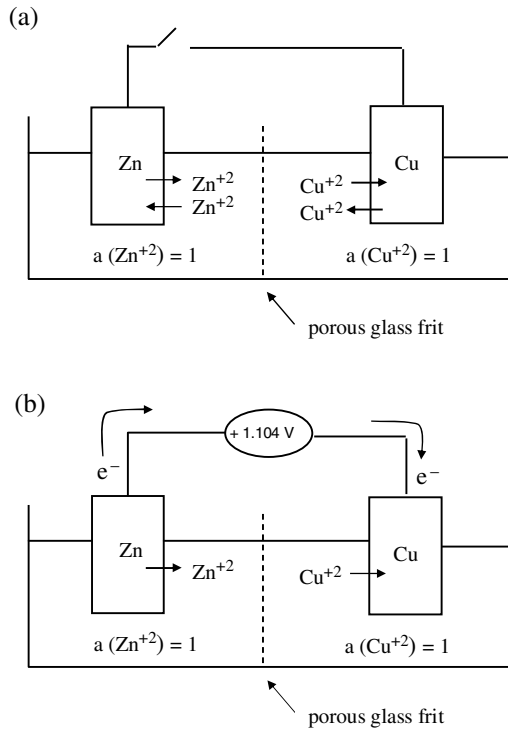 (a)
Zn
Zn⁺²
Zn⁺²
Cu⁺²
Cu⁺²
Cu
a (Zn⁺²) = 1
a (Cu⁺²) = 1
porous glass frit
(b)
+ 1.104 V
e⁻
e⁻
Zn
Zn⁺²
Cu⁺²
Cu
a (Zn⁺²) = 1
a (Cu⁺²) = 1
porous glass frit